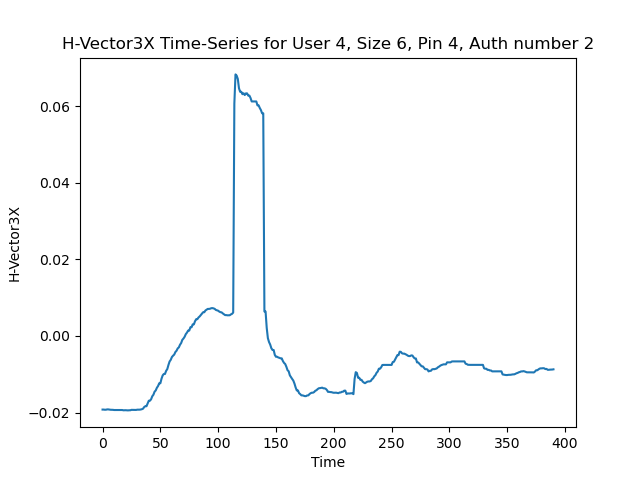 H-Vector3X Time-Series for User 4, Size 6, Pin 4, Auth number 2
H-Vector3X
0.06
0.04
0.02
0.00
−0.02
0 50 100 150 200 250 300 350 400
Time